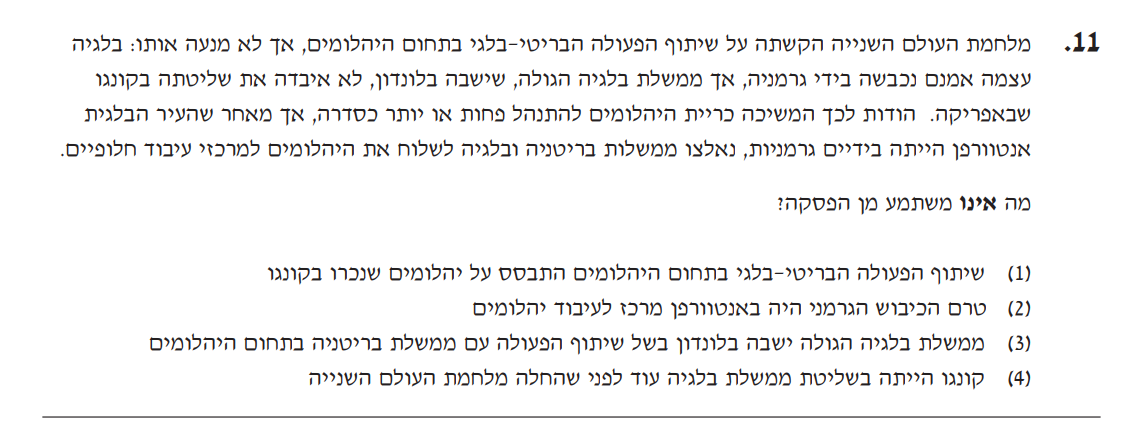 11. מלחמת העולם השנייה הקשתה על שיתוף הפעולה הבריטי-בלגי בתחום היהלומים, אך לא מנעה אותו: בלגיה
עצמה אמנם נכבשה בידי גרמניה, אך ממשלת בלגיה הגולה, שישבה בלונדון, לא איבדה את שליטתה בקונגו
שבאפריקה. הודות לכך המשיכה כריית היהלומים להתנהל פחות או יותר כסדרה, אך מאחר שהעיר הבלגית
אנטוורפן הייתה בידיים גרמניות, נאלצו ממשלות בריטניה ובלגיה לשלוח את היהלומים למרכזי עיבוד חלופיים.
מה אינו משתמע מן הפסקה?
(1) שיתוף הפעולה הבריטי-בלגי בתחום היהלומים התבסס על יהלומים שנכרו בקונגו
(2) טרם הכיבוש הגרמני היה באנטוורפן מרכז לעיבוד יהלומים
(3) ממשלת בלגיה הגולה ישבה בלונדון בשל שיתוף הפעולה עם ממשלת בריטניה בתחום היהלומים
(4) קונגו הייתה בשליטת ממשלת בלגיה עוד לפני שהחלה מלחמת העולם השנייה